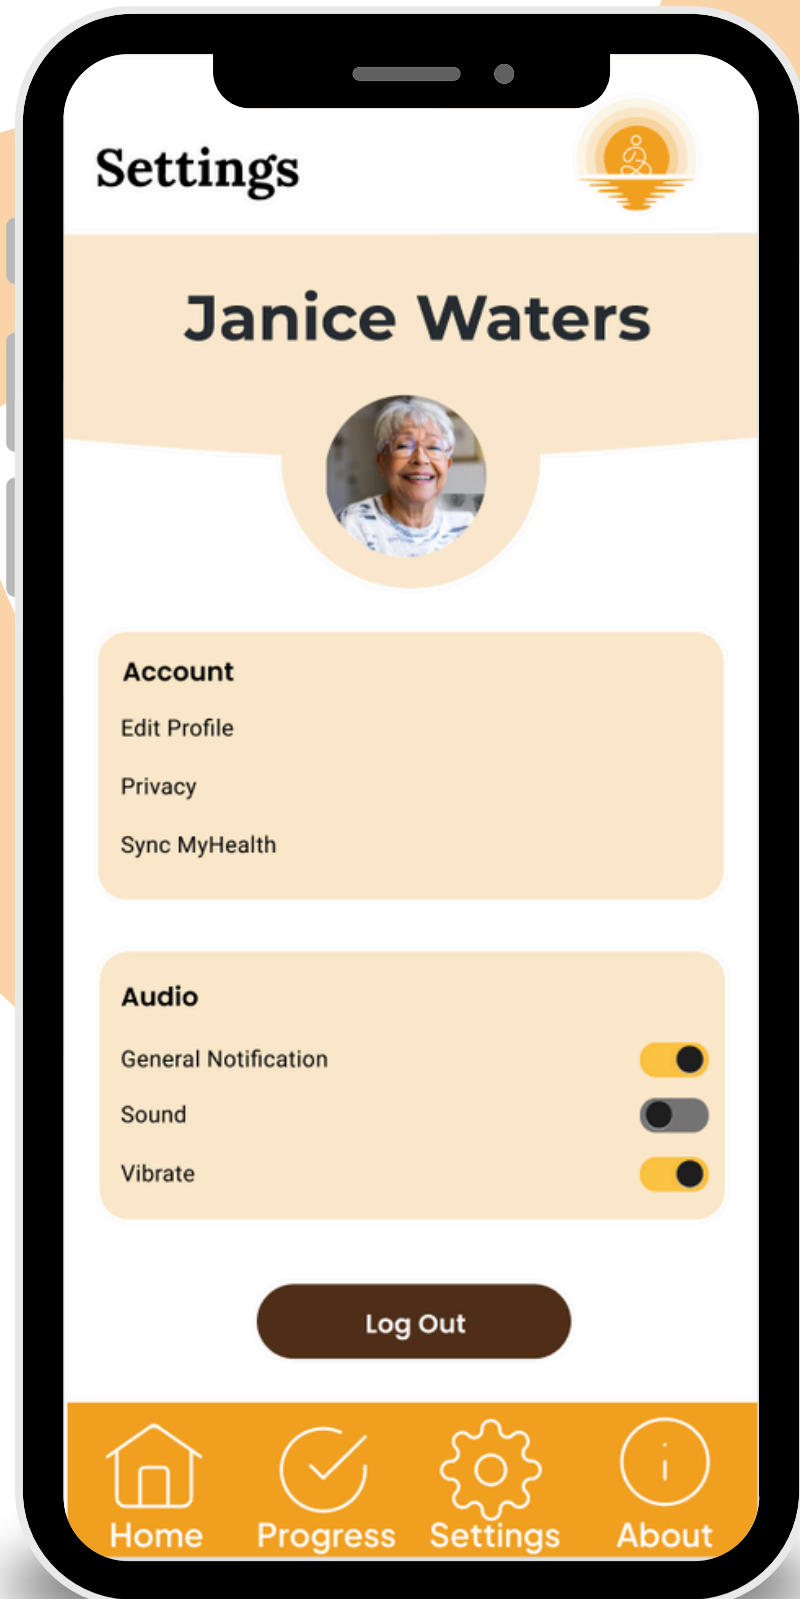 Settings
Janice Waters
Account
Edit Profile
Privacy
Sync MyHealth
Audio
General Notification
Sound
Vibrate
Log Out
Home Progress Settings About